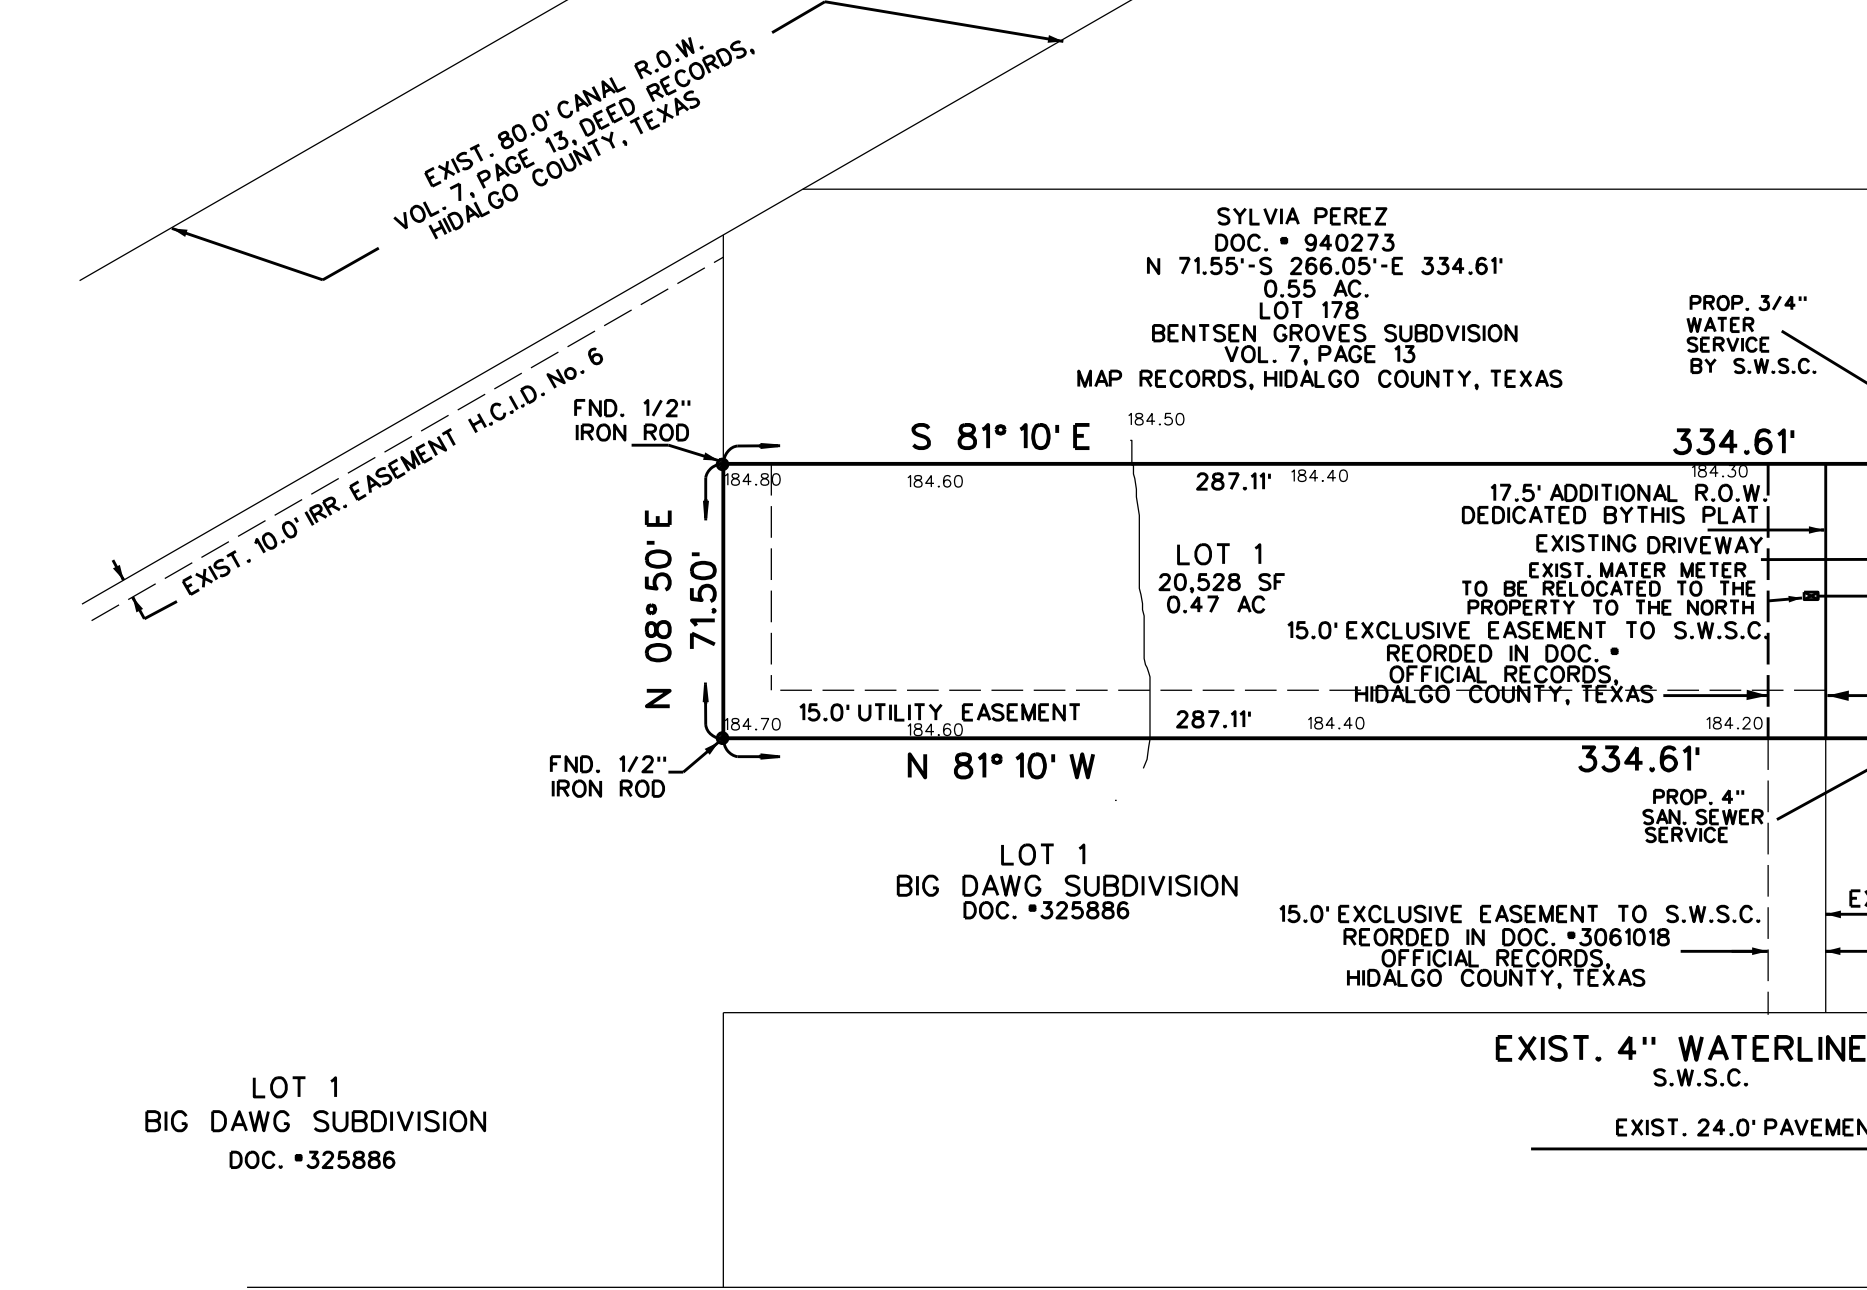 EXIST. 80.0' CANAL R.O.W.
VOL. 7, PAGE 13, DEED RECORDS,
HIDALGO COUNTY, TEXAS
SYLVIA PEREZ
DOC. # 940273
N 71.55'-S 266.05'-E 334.61'
0.55 AC.
LOT 178
BENTSEN GROVES SUBDVISION
VOL. 7, PAGE 13
MAP RECORDS, HIDALGO COUNTY, TEXAS
PROP. 3/4"
WATER
SERVICE
BY S.W.S.C.
EXIST. 10.0' IRR. EASEMENT H.C.I.D. No. 6
FND. 1/2"
IRON ROD
184.50
S 81° 10' E
334.61'
184.80
184.60
287.11'
184.40
184.30
17.5' ADDITIONAL R.O.W.
DEDICATED BYTHIS PLAT
EXISTING DRIVEWAY
EXIST. MATER METER
TO BE RELOCATED TO THE
PROPERTY TO THE NORTH
N 08° 50' E
71.50'
LOT 1
20,528 SF
0.47 AC
15.0' EXCLUSIVE EASEMENT TO S.W.S.C.
REORDED IN DOC. #
OFFICIAL RECORDS,
HIDALGO COUNTY, TEXAS
15.0' UTILITY EASEMENT
184.70
184.60
287.11'
184.40
184.20
N 81° 10' W
334.61'
FND. 1/2"
IRON ROD
PROP. 4"
SAN. SEWER
SERVICE
LOT 1
BIG DAWG SUBDIVISION
DOC. #325886
15.0' EXCLUSIVE EASEMENT TO S.W.S.C.
REORDED IN DOC. #3061018
OFFICIAL RECORDS,
HIDALGO COUNTY, TEXAS
EXIST. 4" WATERLINE
S.W.S.C.
EXIST. 24.0' PAVEMEN
LOT 1
BIG DAWG SUBDIVISION
DOC. #325886